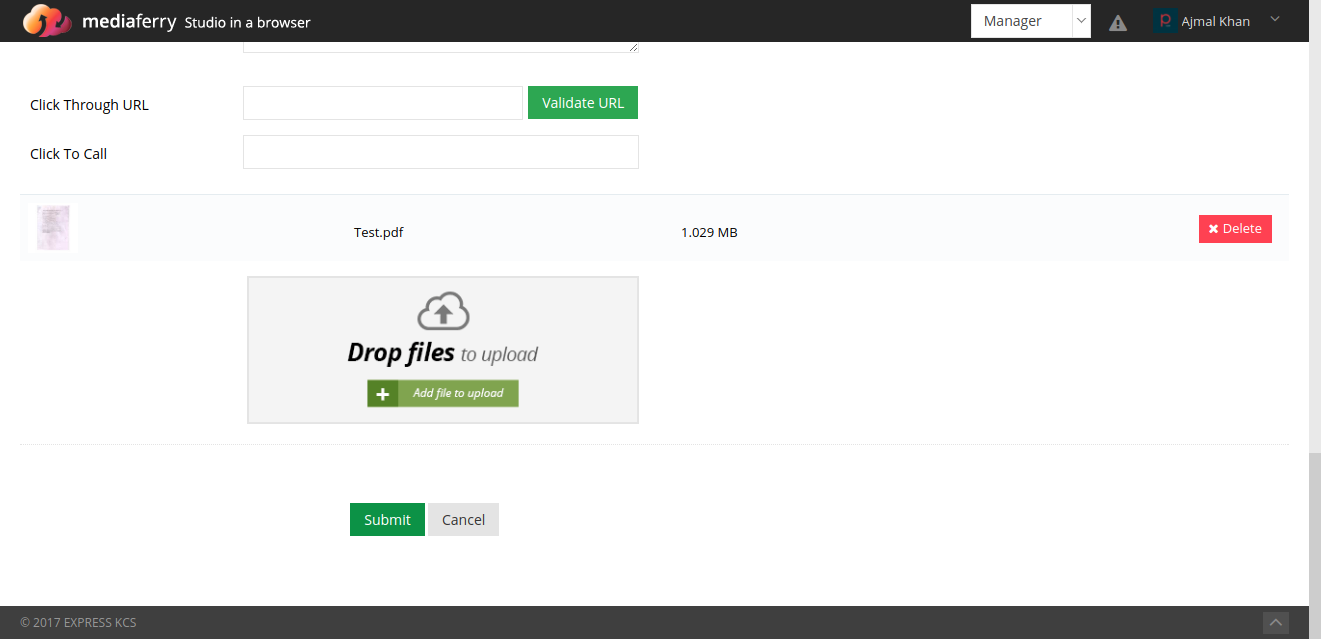 mediaferry Studio in a browser
Manager
Ajmal Khan
Click Through URL
Validate URL
Click To Call
Test.pdf
1.029 MB
Delete
Drop files to upload
Add file to upload
Submit
Cancel
© 2017 EXPRESS KCS